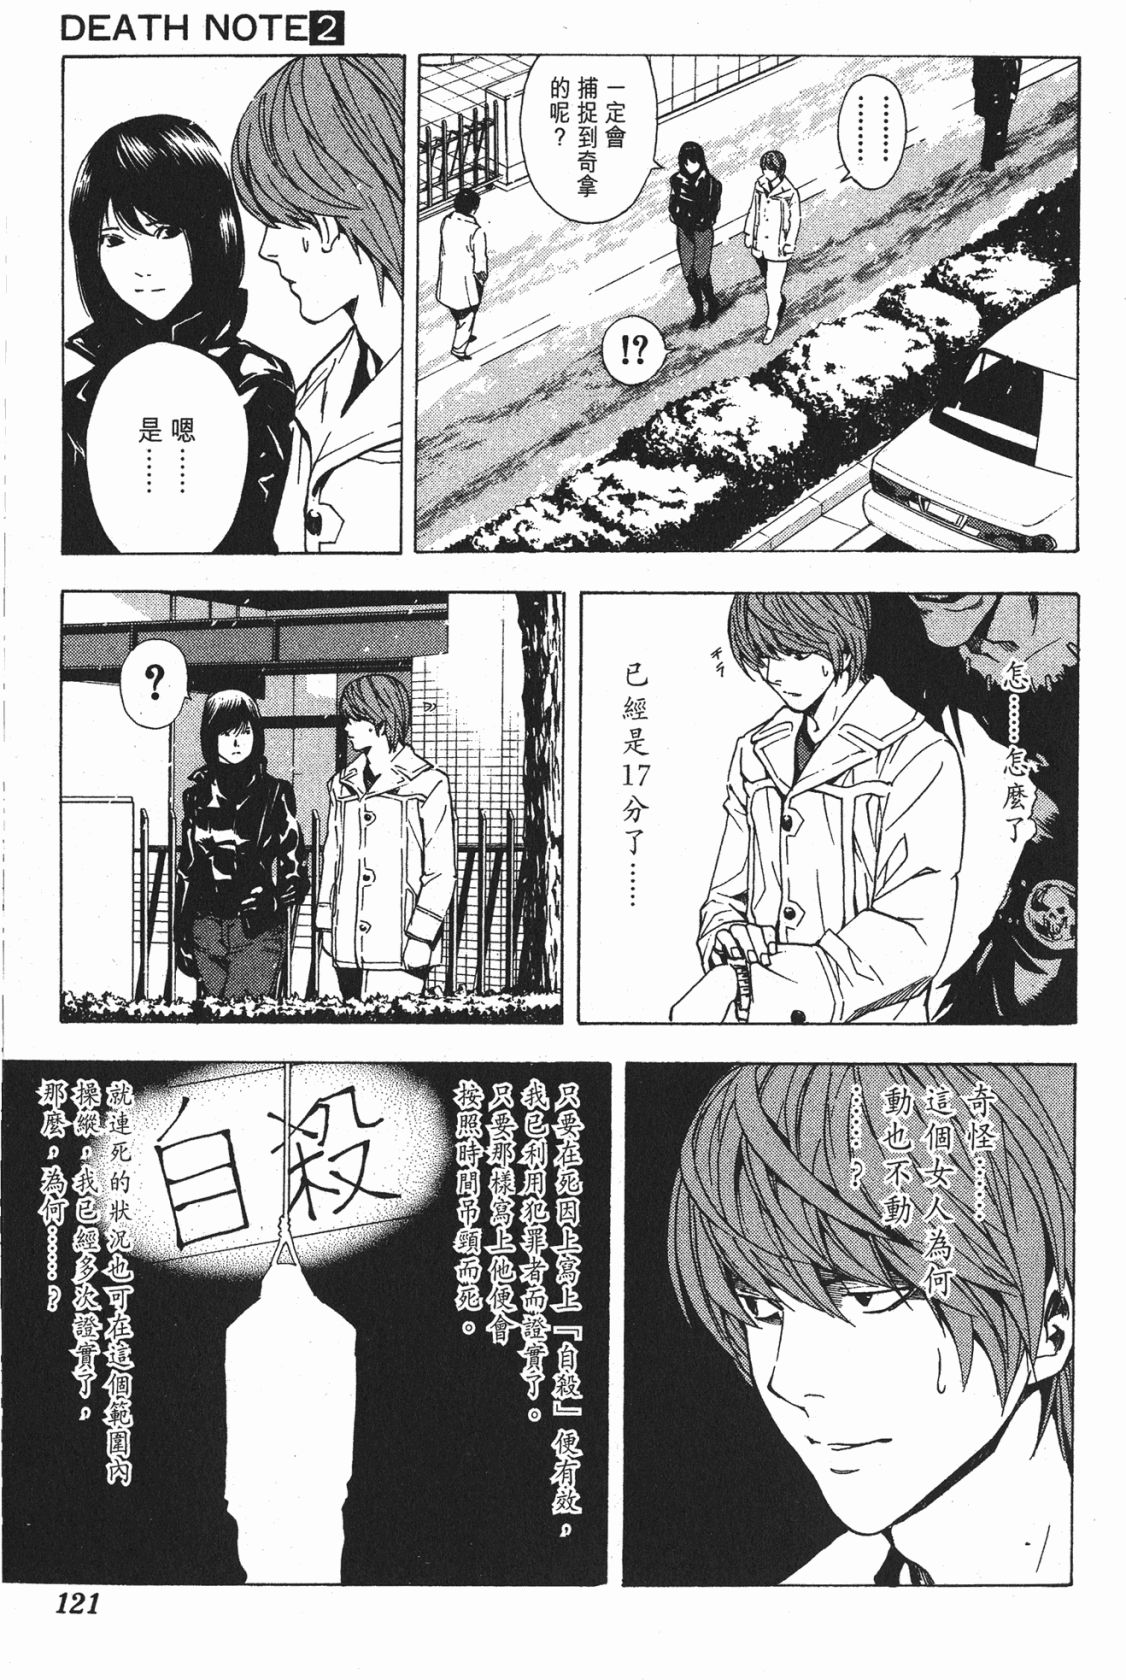 DEATH NOTE 2
…………
一定會
捕捉到奇拿
的呢？
!?
嗯……
是……
怎……怎麼了
チラ
已經是17分了……
？
奇怪……
這個女人為何
動也不動
……？
只要在死因上寫上『自殺』便有效，
我已利用犯罪者而證實了。
只要那樣寫上他便會
按照時間吊頸而死。
自殺
就連死的狀況也可在這個範圍內
操縱，我已經多次證實了，
那麼，為何……？
121